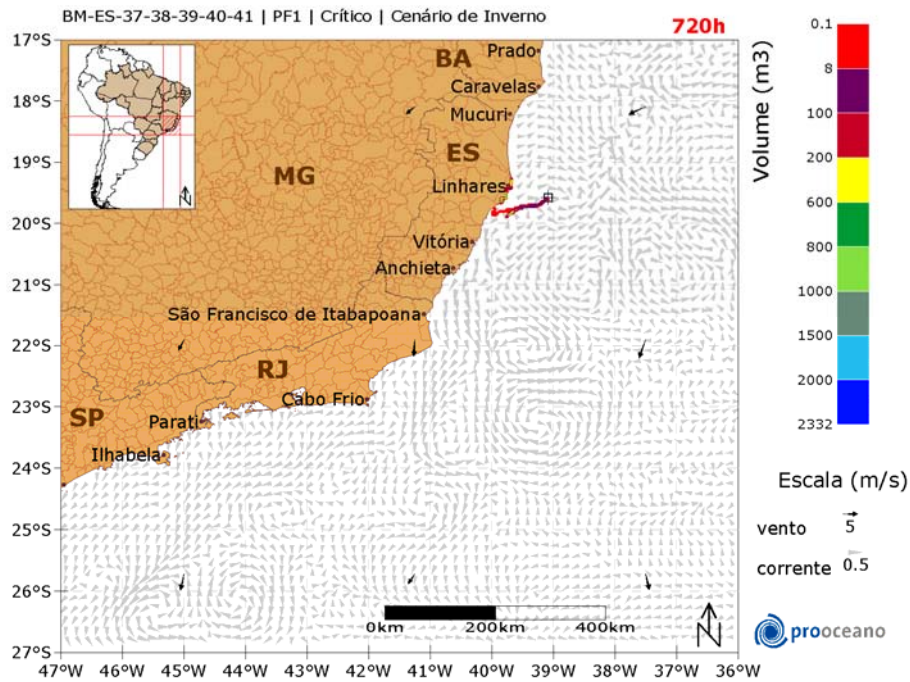 BM-ES-37-38-39-40-41 | PF1 | Crítico | Cenário de Inverno
720h
17°S
18°S
19°S
20°S
21°S
22°S
23°S
24°S
25°S
26°S
27°S
47°W
46°W
45°W
44°W
43°W
42°W
41°W
40°W
39°W
38°W
37°W
36°W
BA
Prado
Caravelas
Mucuri
ES
MG
Linhares
Vitória
Anchieta
São Francisco de Itabapoana
RJ
Cabo Frio
SP
Parati
Ilhabela
N
0km
200km
400km
N
Volume (m3)
0.1
8
100
200
600
800
1000
1500
2000
2332
Escala (m/s)
vento 5
corrente 0.5
prooceano